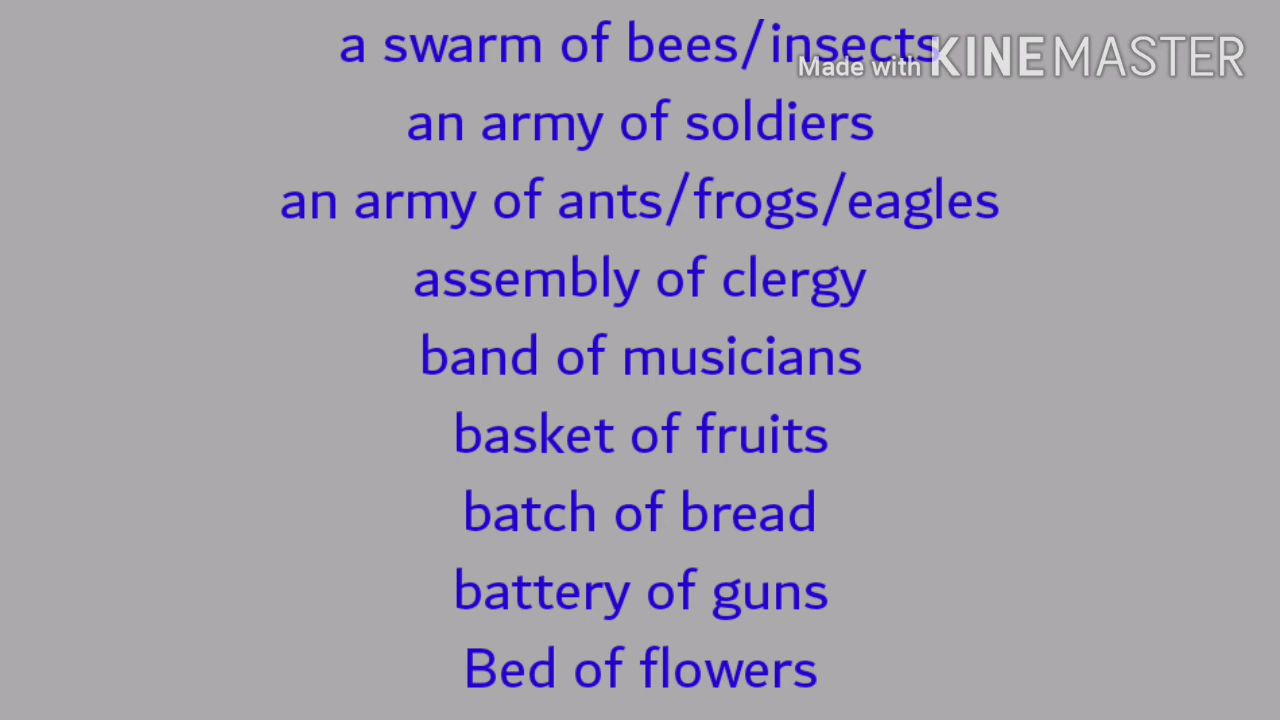 a swarm of bees/insects
Made with KINEMASTER
an army of soldiers
an army of ants/frogs/eagles
assembly of clergy
band of musicians
basket of fruits
batch of bread
battery of guns
Bed of flowers